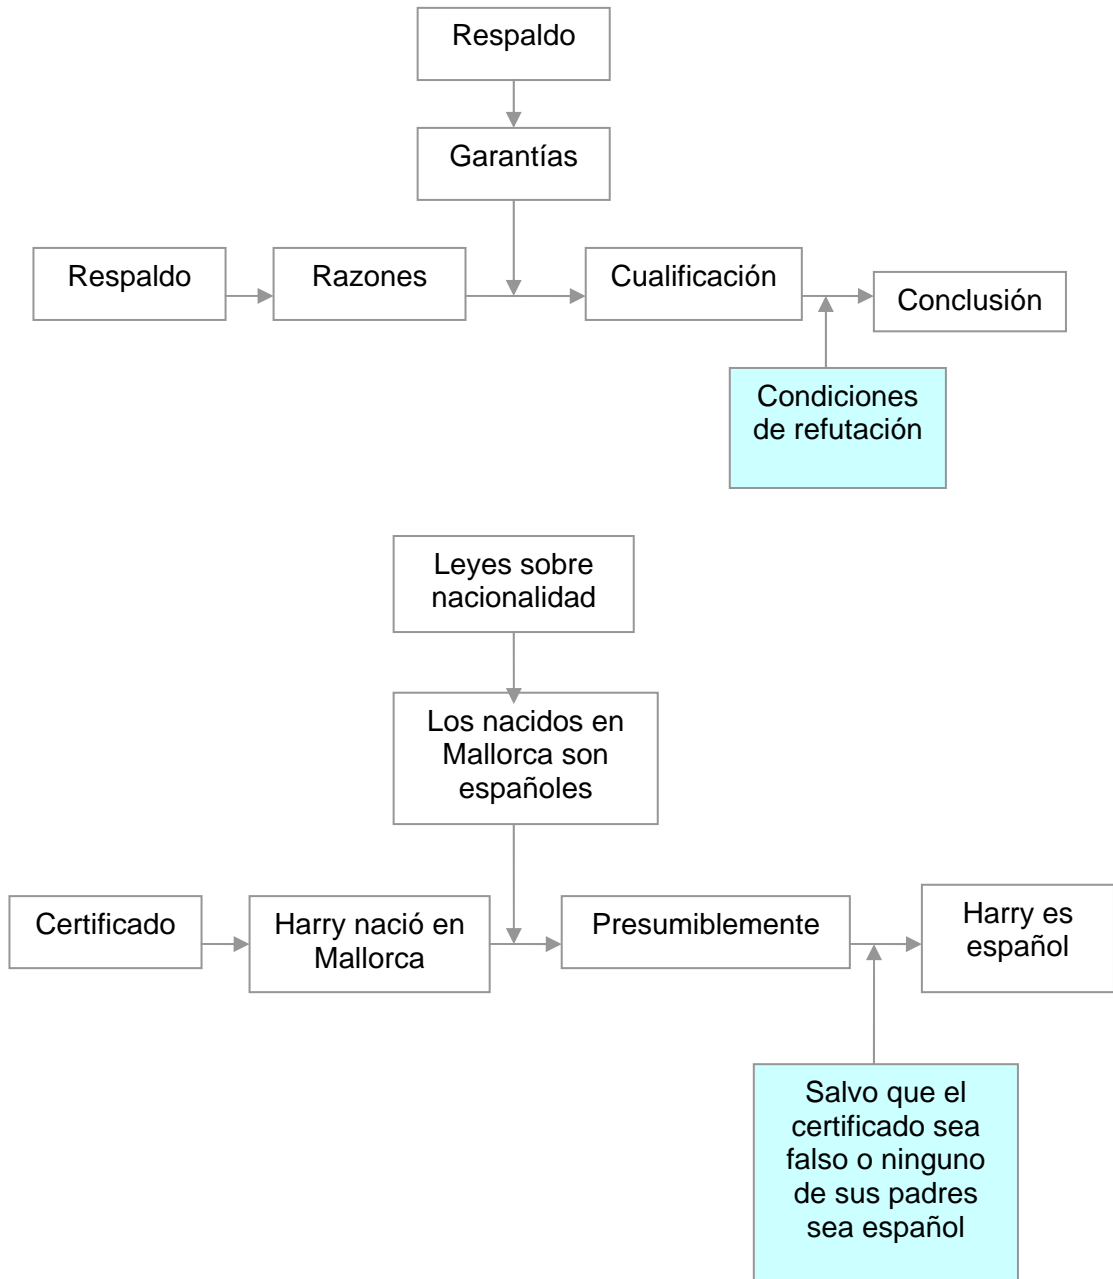 Respaldo
Garantías
Respaldo
Razones
Cualificación
Conclusión
Condiciones
de refutación
Leyes sobre
nacionalidad
Los nacidos en
Mallorca son
españoles
Certificado
Harry nació en
Mallorca
Presumiblemente
Harry es
español
Salvo que el
certificado sea
falso o ninguno
de sus padres
sea español